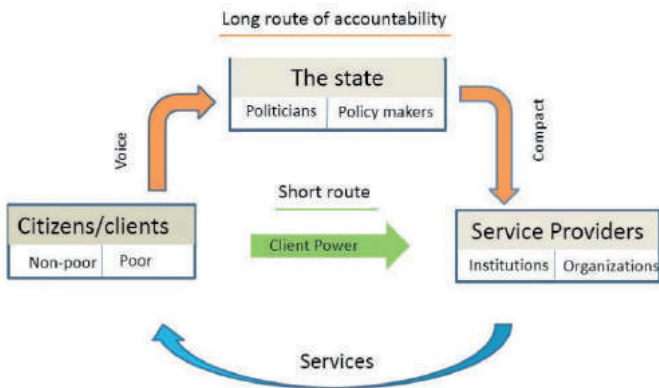 Long route of accountability
The state
Politicians Policy makers
Voice
Compact
Short route
Client Power
Citizens/clients
Non-poor Poor
Service Providers
Institutions Organizations
Services